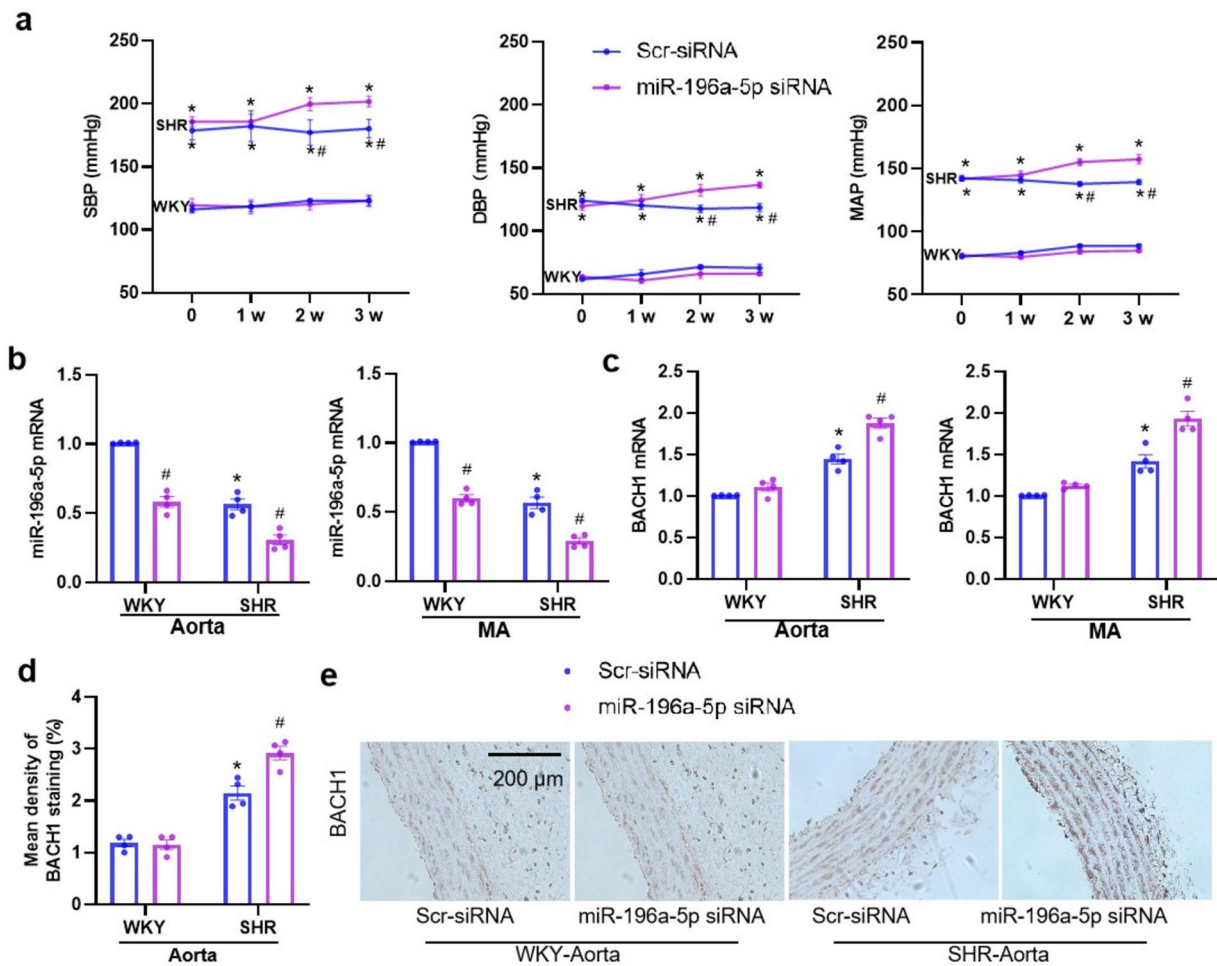 a
SBP (mmHg)
250
200
150
100
50
SHR
WKY
* * * *
* * *# *#
0 1 w 2 w 3 w
DBP (mmHg)
250
200
150
100
50
SHR
WKY
* * * *
* * *# *#
0 1 w 2 w 3 w
Scr-siRNA
miR-196a-5p siRNA
MAP (mmHg)
250
200
150
100
50
SHR
WKY
* * * *
* * *# *#
0 1 w 2 w 3 w
b
miR-196a-5p mRNA
1.5
1.0
0.5
0.0
# * #
WKY SHR
Aorta
miR-196a-5p mRNA
1.5
1.0
0.5
0.0
# * #
WKY SHR
MA
c
BACH1 mRNA
2.5
2.0
1.5
1.0
0.5
0.0
* #
WKY SHR
Aorta
BACH1 mRNA
2.5
2.0
1.5
1.0
0.5
0.0
* #
WKY SHR
MA
d
Mean density of
BACH1 staining (%)
4
3
2
1
0
* #
WKY SHR
Aorta
Scr-siRNA
miR-196a-5p siRNA
e
BACH1
200 µm
Scr-siRNA miR-196a-5p siRNA Scr-siRNA miR-196a-5p siRNA
WKY-Aorta SHR-Aorta